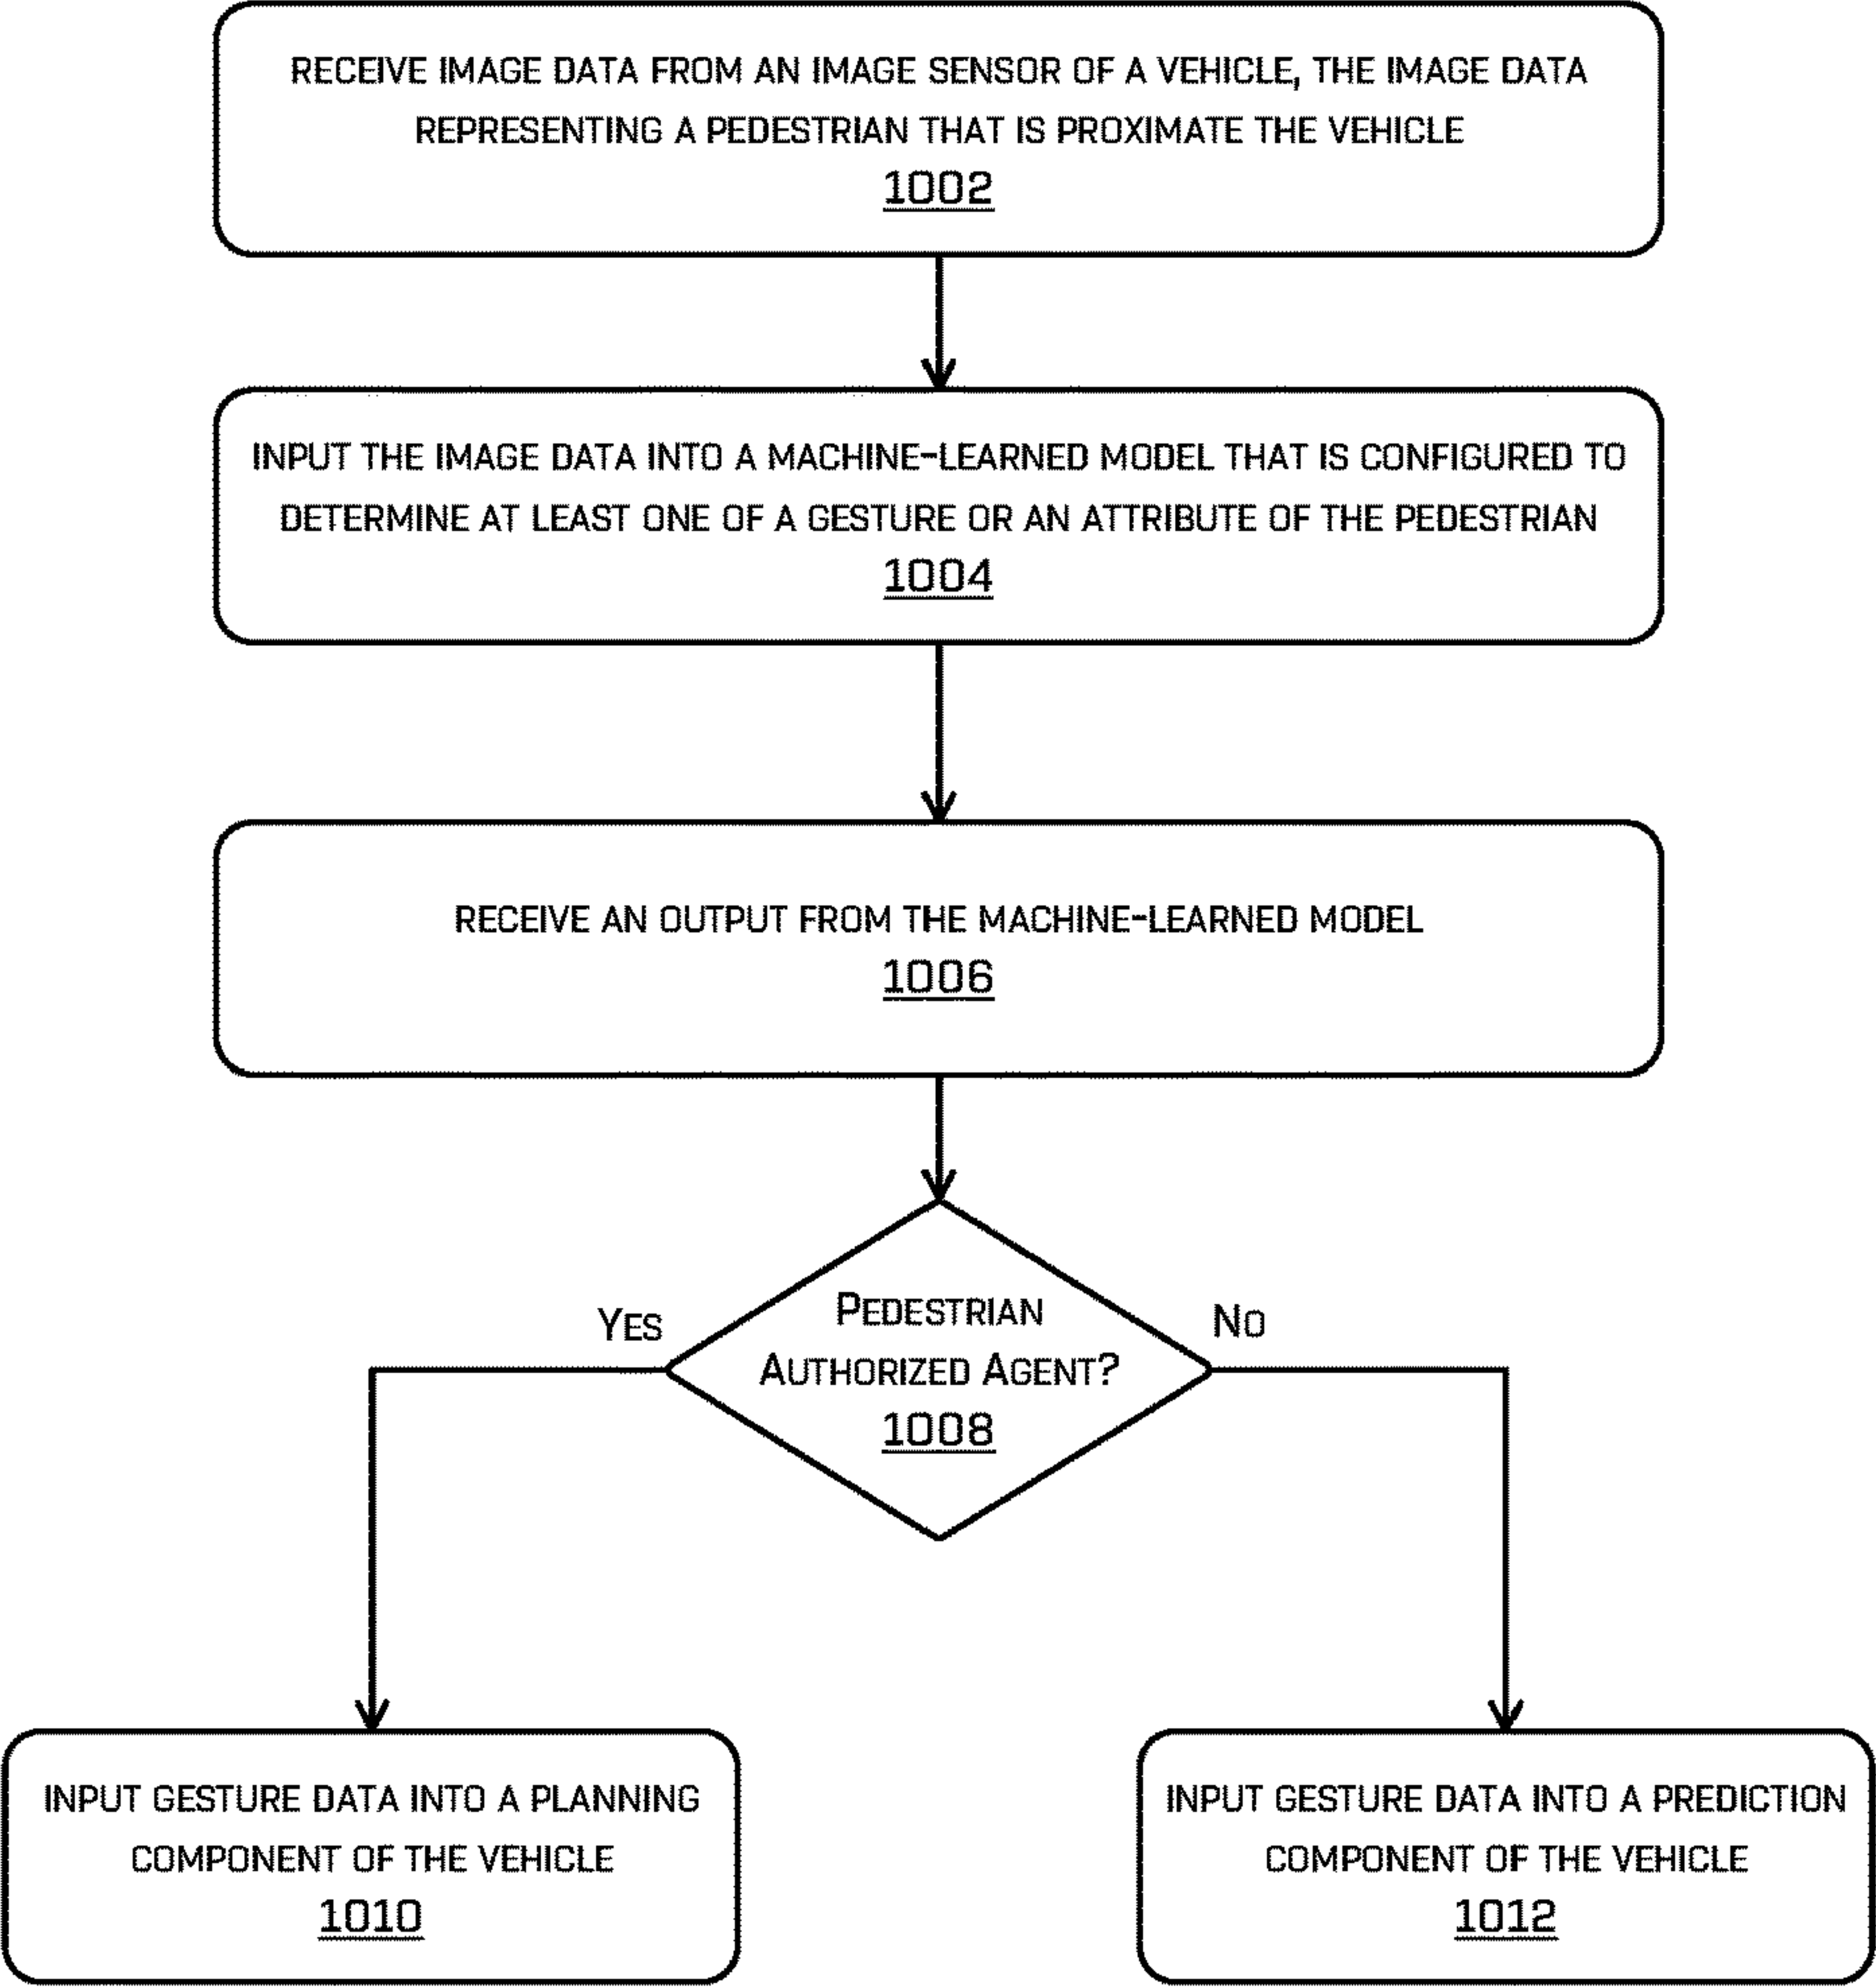 RECEIVE IMAGE DATA FROM AN IMAGE SENSOR OF A VEHICLE, THE IMAGE DATA
REPRESENTING A PEDESTRIAN THAT IS PROXIMATE THE VEHICLE
1002
INPUT THE IMAGE DATA INTO A MACHINE-LEARNED MODEL THAT IS CONFIGURED TO
DETERMINE AT LEAST ONE OF A GESTURE OR AN ATTRIBUTE OF THE PEDESTRIAN
1004
RECEIVE AN OUTPUT FROM THE MACHINE-LEARNED MODEL
1006
YES
PEDESTRIAN
AUTHORIZED AGENT?
1008
NO
INPUT GESTURE DATA INTO A PLANNING
COMPONENT OF THE VEHICLE
1010
INPUT GESTURE DATA INTO A PREDICTION
COMPONENT OF THE VEHICLE
1012